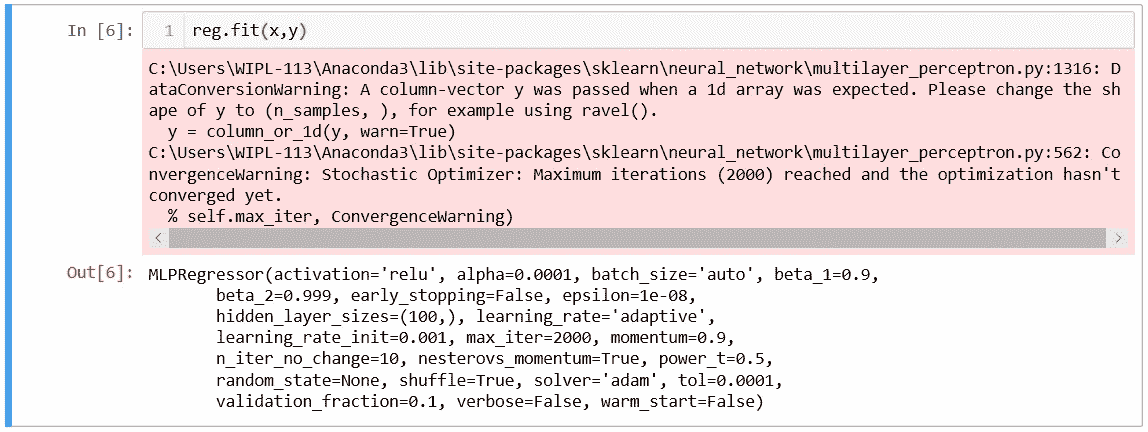 In [6]: 1 reg.fit(x,y)
C:\Users\WIPL-113\Anaconda3\lib\site-packages\sklearn\neural_network\multilayer_perceptron.py:1316: D
ataConversionWarning: A column-vector y was passed when a 1d array was expected. Please change the sh
ape of y to (n_samples, ), for example using ravel().
  y = column_or_1d(y, warn=True)
C:\Users\WIPL-113\Anaconda3\lib\site-packages\sklearn\neural_network\multilayer_perceptron.py:562: Co
nvergenceWarning: Stochastic Optimizer: Maximum iterations (2000) reached and the optimization hasn't
converged yet.
  % self.max_iter, ConvergenceWarning)
Out[6]: MLPRegressor(activation='relu', alpha=0.0001, batch_size='auto', beta_1=0.9,
       beta_2=0.999, early_stopping=False, epsilon=1e-08,
       hidden_layer_sizes=(100,), learning_rate='adaptive',
       learning_rate_init=0.001, max_iter=2000, momentum=0.9,
       n_iter_no_change=10, nesterovs_momentum=True, power_t=0.5,
       random_state=None, shuffle=True, solver='adam', tol=0.0001,
       validation_fraction=0.1, verbose=False, warm_start=False)